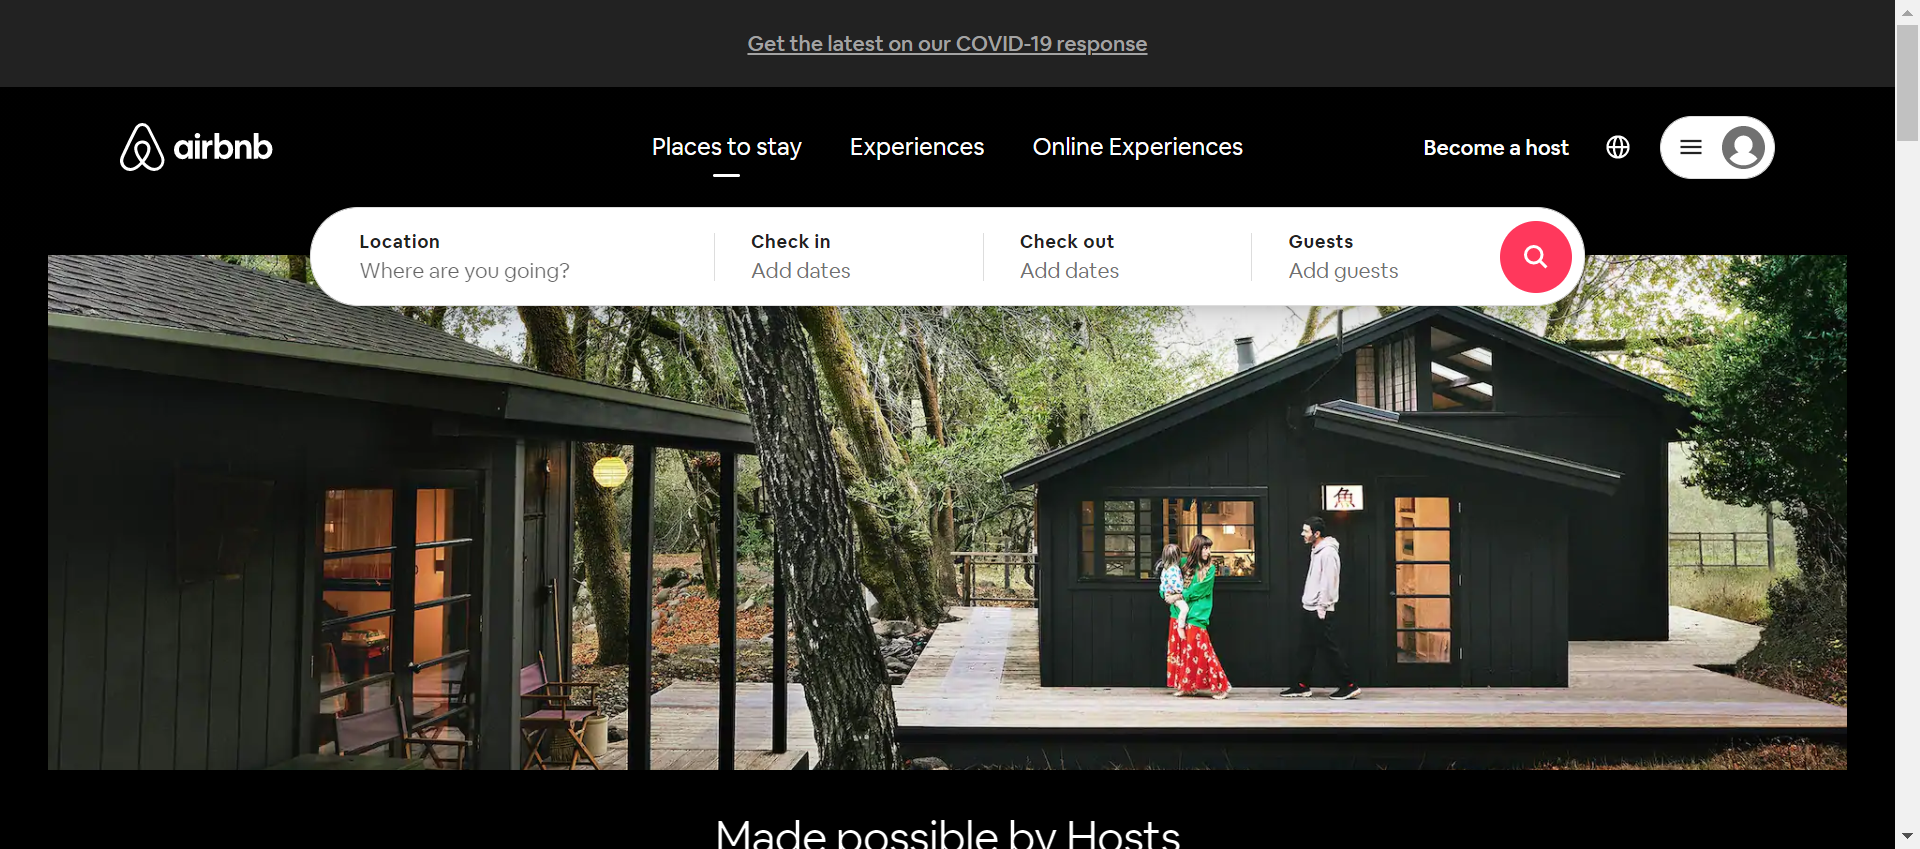 Get the latest on our COVID-19 response
airbnb
Places to stay
Experiences
Online Experiences
Become a host
Location
Where are you going?
Check in
Add dates
Check out
Add dates
Guests
Add guests
魚
Made possible by Hosts